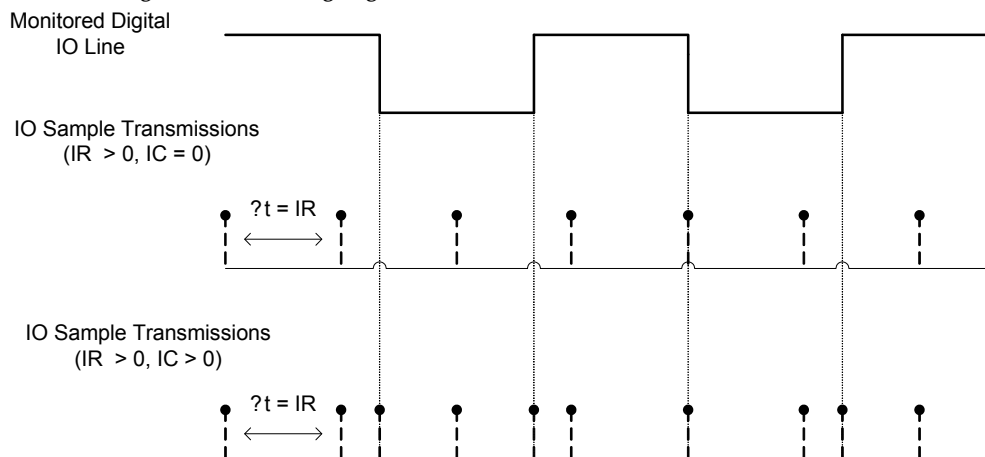 Monitored Digital
IO Line
IO Sample Transmissions
(IR > 0, IC = 0)
?t = IR
IO Sample Transmissions
(IR > 0, IC > 0)
?t = IR